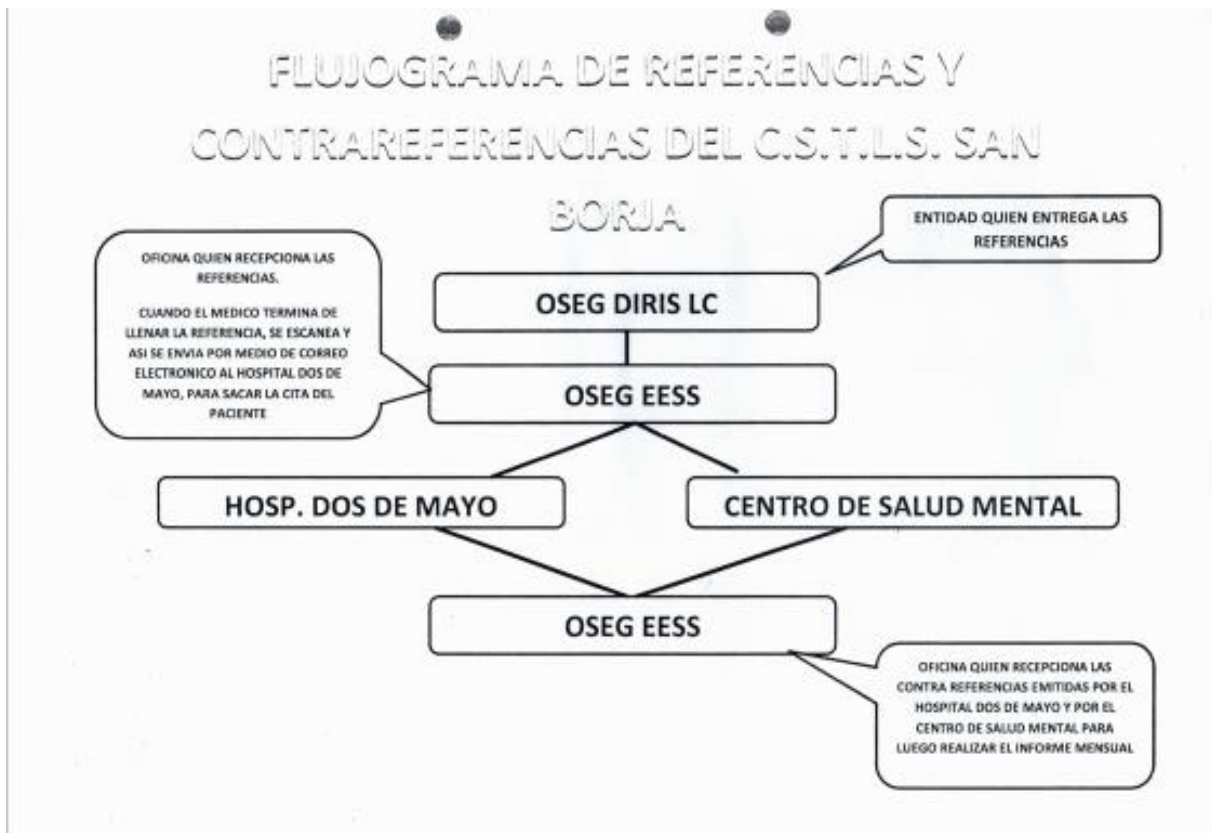 FLUJOGRAMA DE REFERENCIAS Y
CONTRAREFERENCIAS DEL C.S.T.L.S. SAN
BORJA
ENTIDAD QUIEN ENTREGA LAS
REFERENCIAS
OFICINA QUIEN RECEPCIONA LAS
REFERENCIAS.
CUANDO EL MEDICO TERMINA DE
LLENAR LA REFERENCIA, SE ESCANEA Y
ASI SE ENVIA POR MEDIO DE CORREO
ELECTRONICO AL HOSPITAL DOS DE
MAYO, PARA SACAR LA CITA DEL
PACIENTE
OSEG DIRIS LC
OSEG EESS
HOSP. DOS DE MAYO
CENTRO DE SALUD MENTAL
OSEG EESS
OFICINA QUIEN RECEPCIONA LAS
CONTRA REFERENCIAS EMITIDAS POR EL
HOSPITAL DOS DE MAYO Y POR EL
CENTRO DE SALUD MENTAL PARA
LUEGO REALIZAR EL INFORME MENSUAL